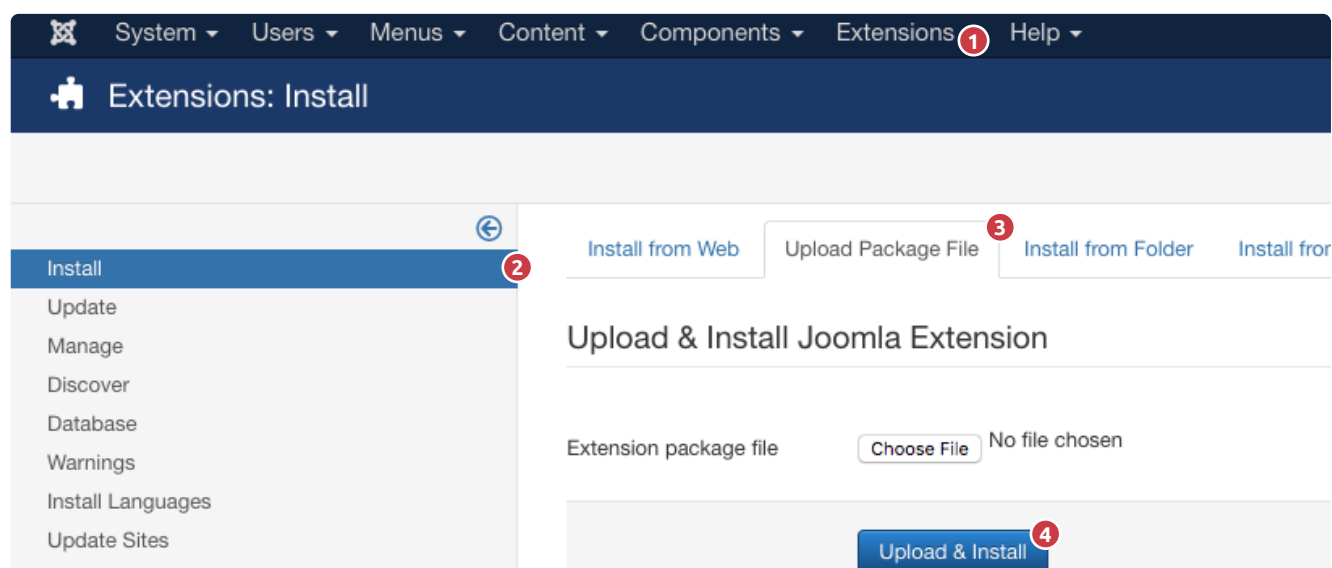 System Users Menus Content Components Extensions 1 Help
Extensions: Install
Install 2
Update
Manage
Discover
Database
Warnings
Install Languages
Update Sites
Install from Web Upload Package File 3 Install from Folder Install from
Upload & Install Joomla Extension
Extension package file Choose File No file chosen
Upload & Install 4